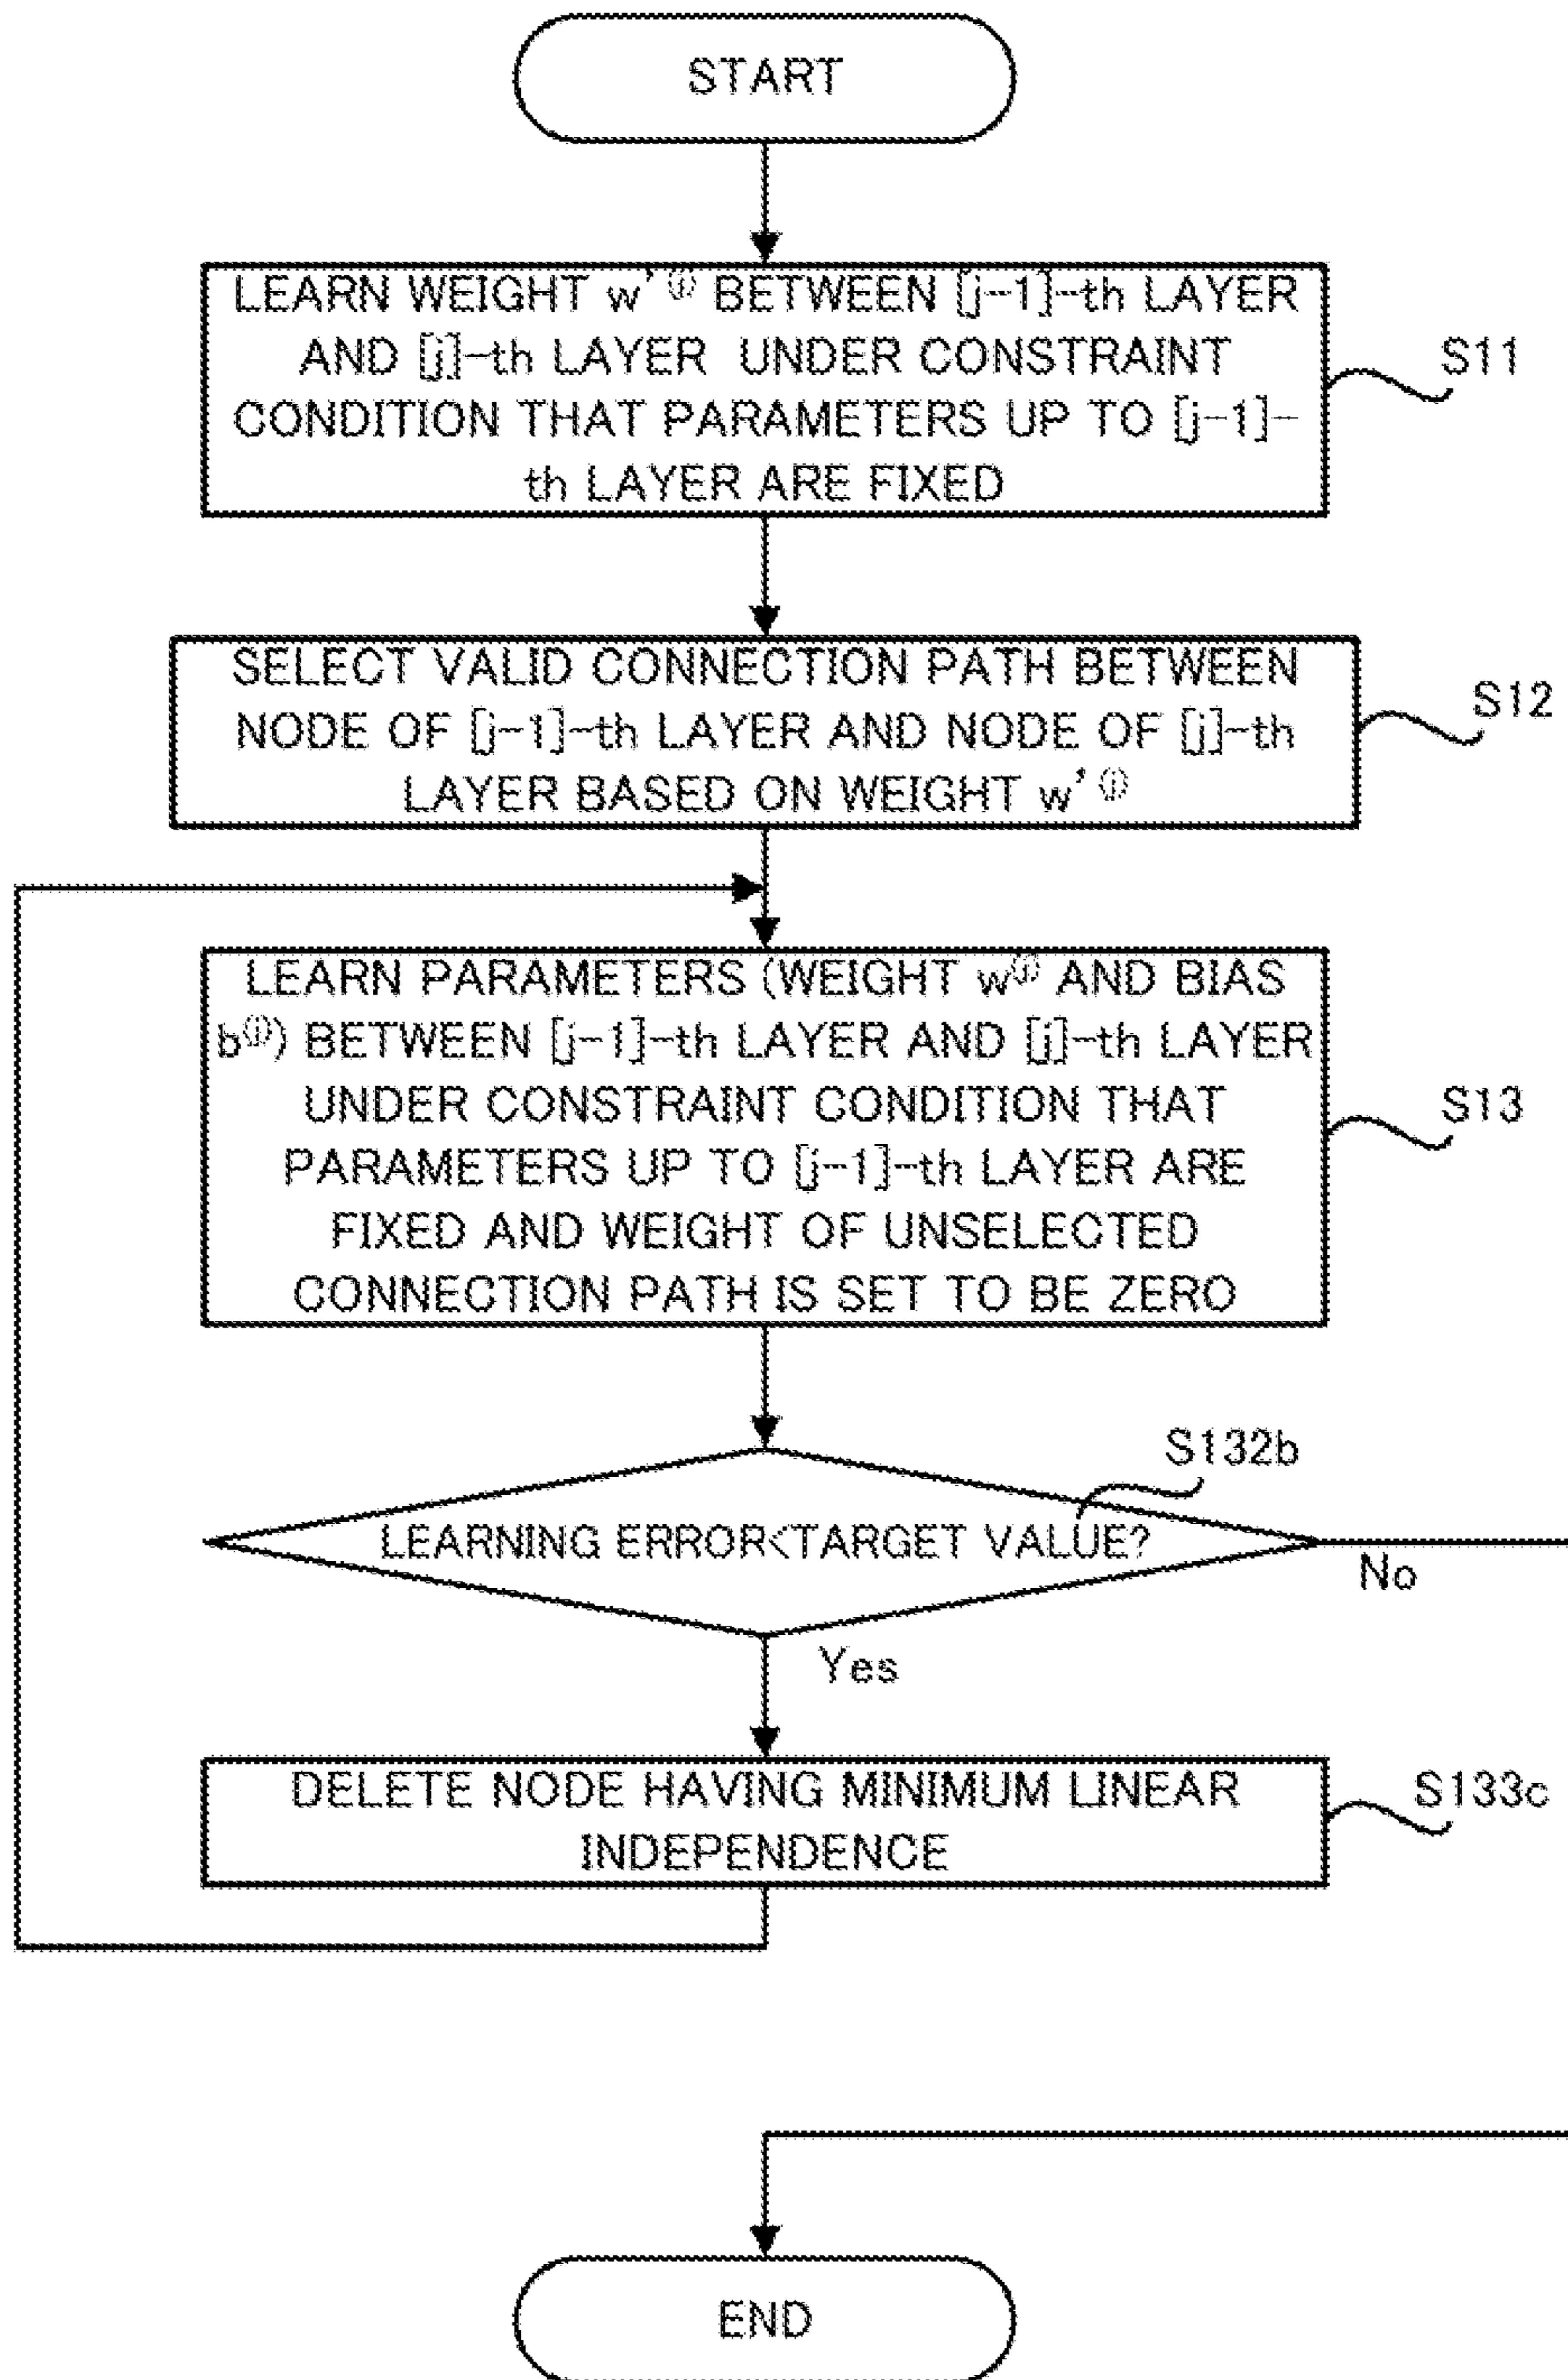 START
LEARN WEIGHT w'(j) BETWEEN [j-1]-th LAYER
AND [j]-th LAYER UNDER CONSTRAINT
CONDITION THAT PARAMETERS UP TO [j-1]-
th LAYER ARE FIXED
S11
SELECT VALID CONNECTION PATH BETWEEN
NODE OF [j-1]-th LAYER AND NODE OF [j]-th
LAYER BASED ON WEIGHT w'(j)
S12
LEARN PARAMETERS (WEIGHT w(j) AND BIAS
b(j)) BETWEEN [j-1]-th LAYER AND [j]-th LAYER
UNDER CONSTRAINT CONDITION THAT
PARAMETERS UP TO [j-1]-th LAYER ARE
FIXED AND WEIGHT OF UNSELECTED
CONNECTION PATH IS SET TO BE ZERO
S13
S132b
LEARNING ERROR<TARGET VALUE?
No
Yes
DELETE NODE HAVING MINIMUM LINEAR
INDEPENDENCE
S133c
END